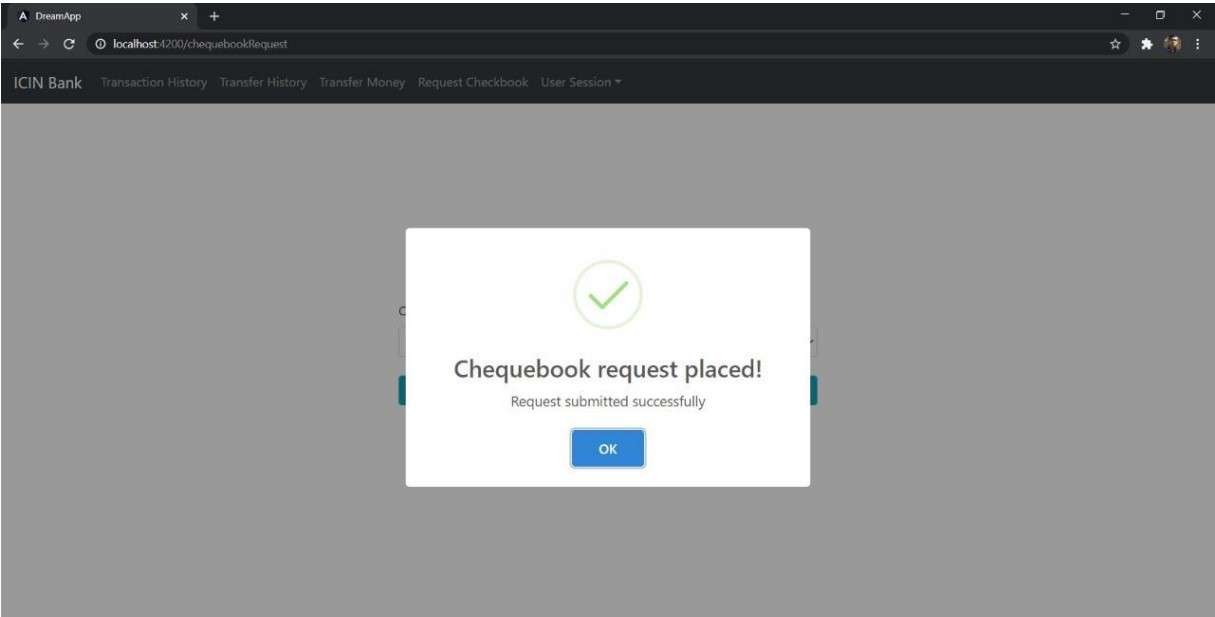 DreamApp
localhost:4200/chequebookRequest
ICIN Bank Transaction History Transfer History Transfer Money Request Checkbook User Session
C
Chequebook request placed!
Request submitted successfully
OK